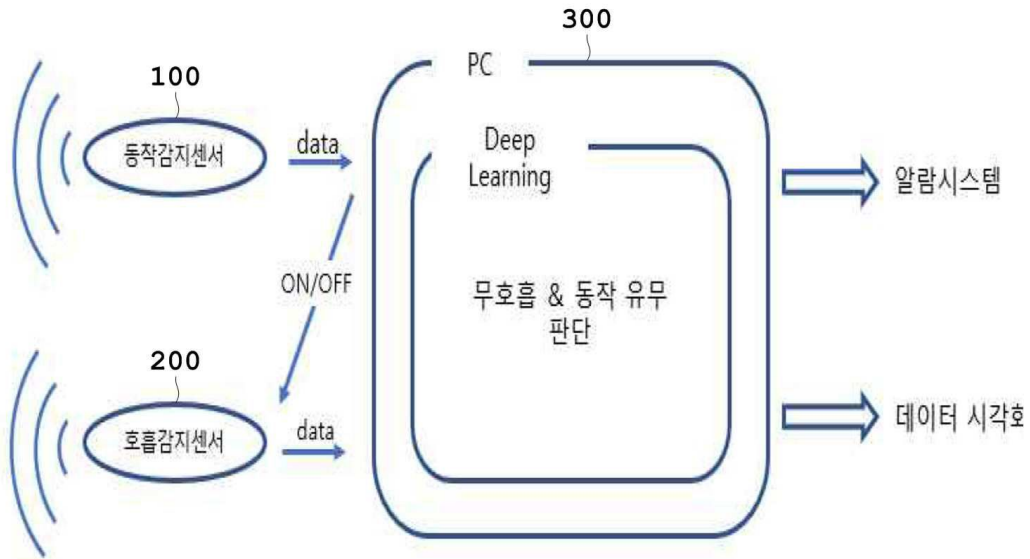 300
PC
100
동작감지센서
data
Deep
Learning
알람시스템
ON/OFF
무호흡 & 동작 유무
판단
200
호흡감지센서
data
데이터 시각화